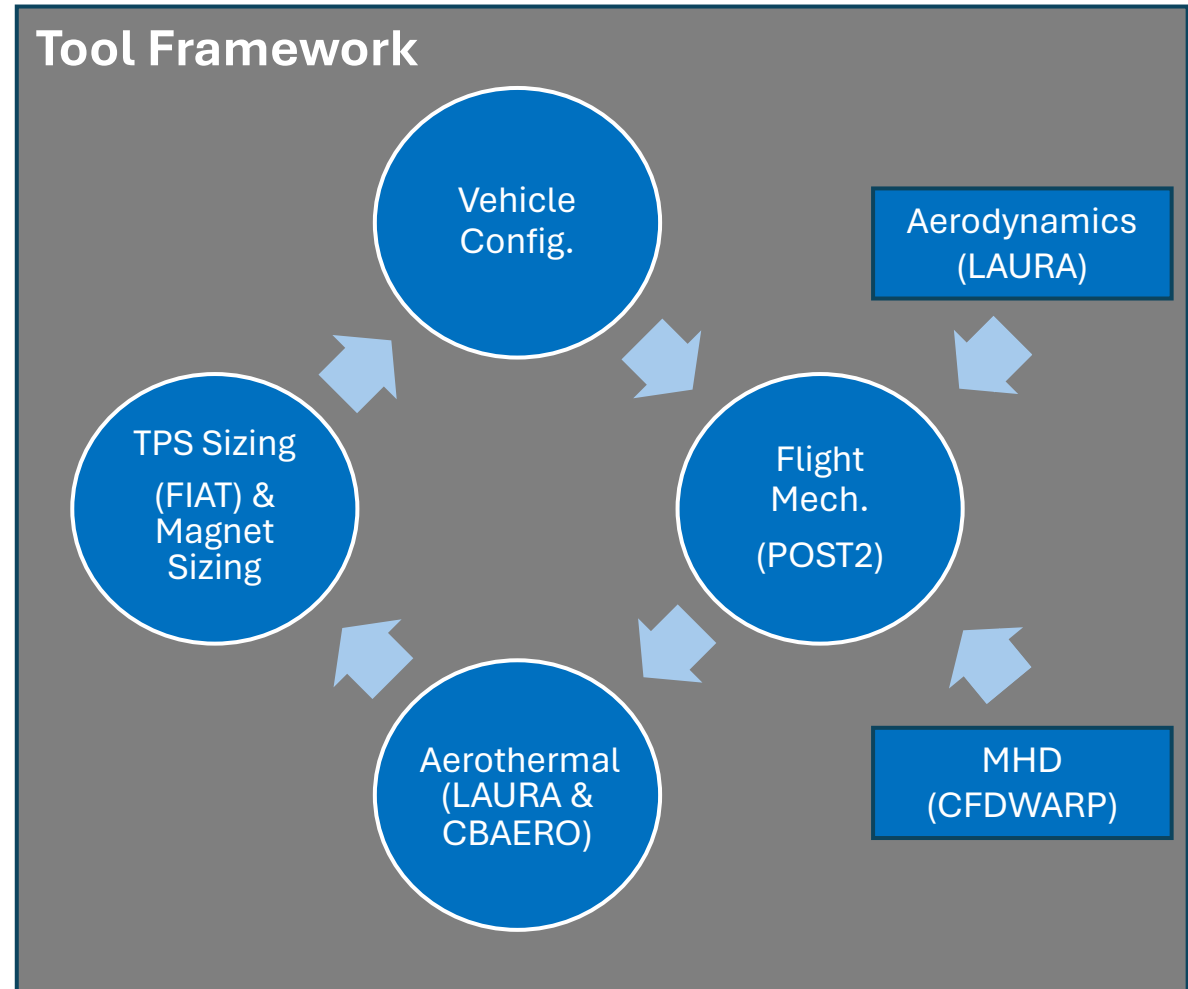 Tool Framework
Vehicle
Config.
Aerodynamics
(LAURA)
TPS Sizing
(FIAT) &
Magnet
Sizing
Flight
Mech.
(POST2)
Aerothermal
(LAURA &
CBAERO)
MHD
(CFDWARP)